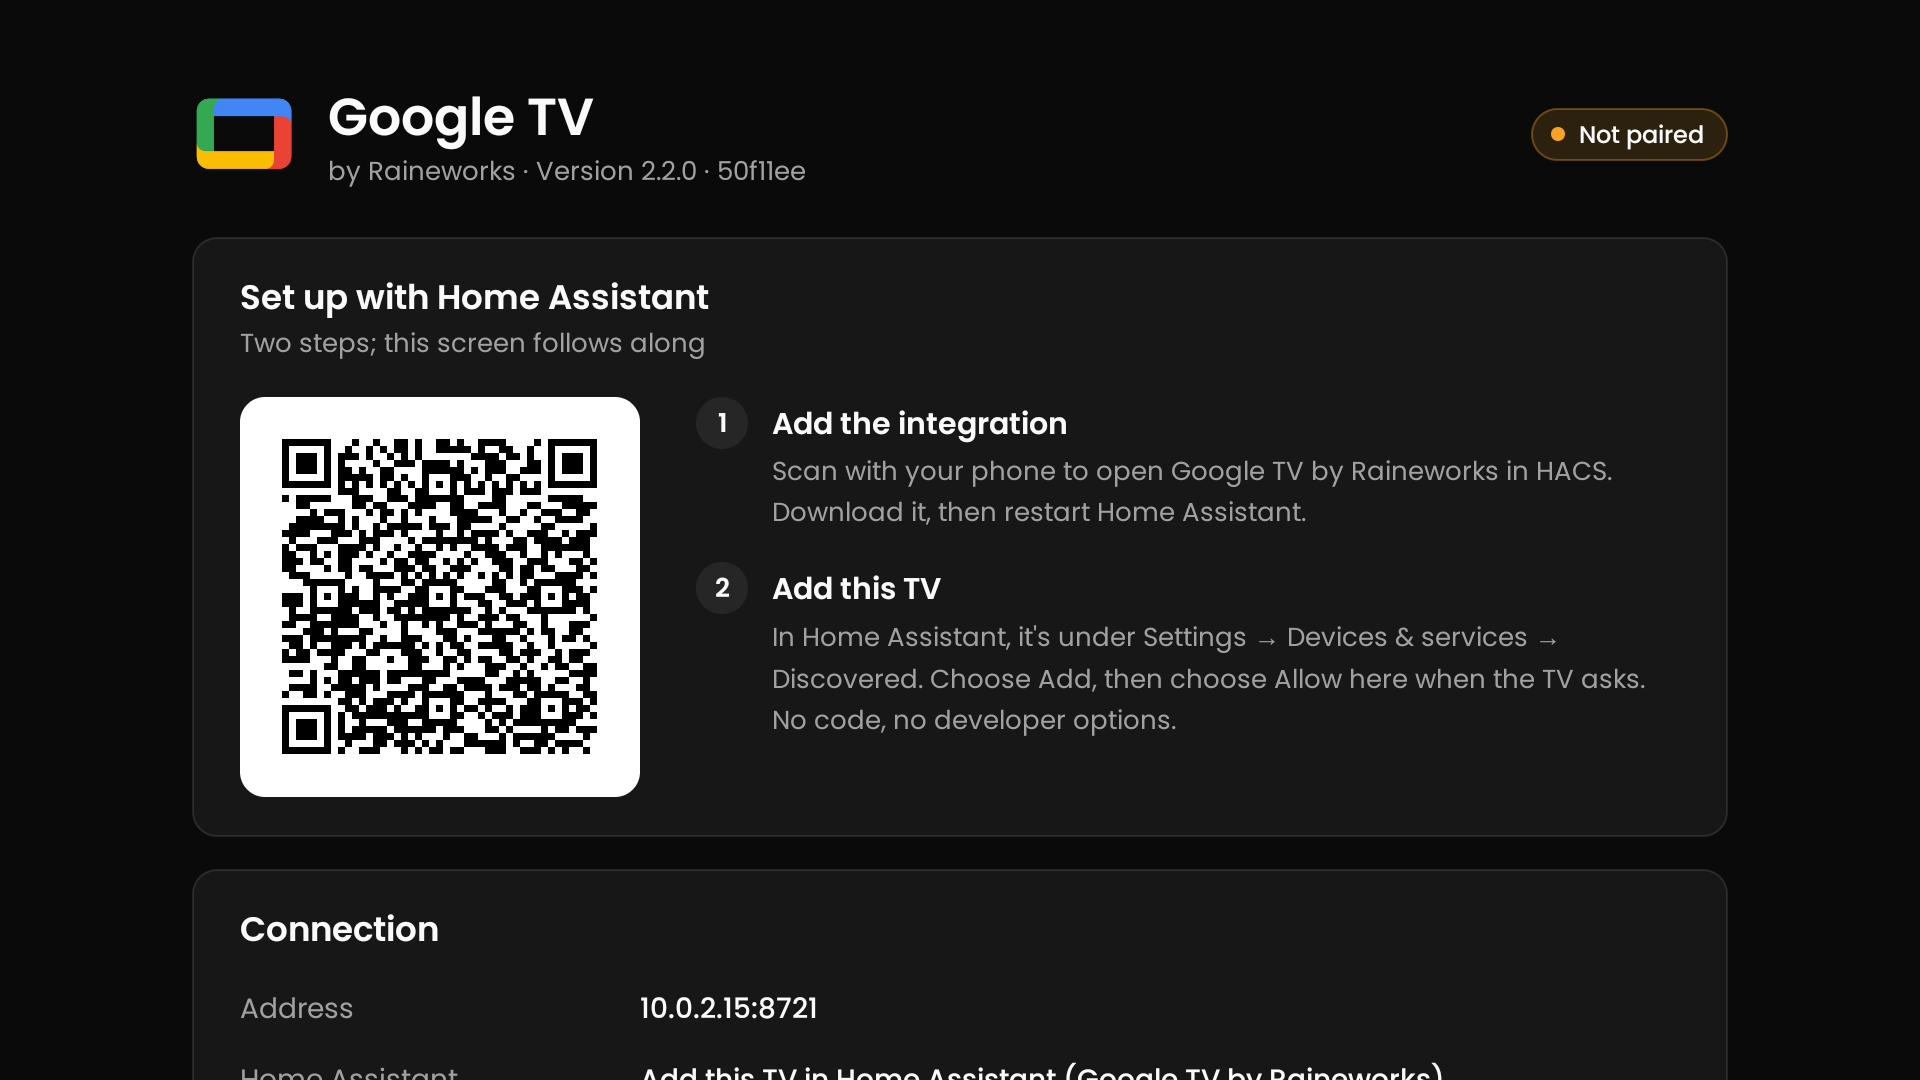 Google TV
by Raineworks · Version 2.2.0 · 50f11ee
Not paired
Set up with Home Assistant
Two steps; this screen follows along
1
Add the integration
Scan with your phone to open Google TV by Raineworks in HACS.
Download it, then restart Home Assistant.
2
Add this TV
In Home Assistant, it's under Settings → Devices & services →
Discovered. Choose Add, then choose Allow here when the TV asks.
No code, no developer options.
Connection
Address
10.0.2.15:8721
Home Assistant
Add this TV in Home Assistant (Google TV by Raineworks)